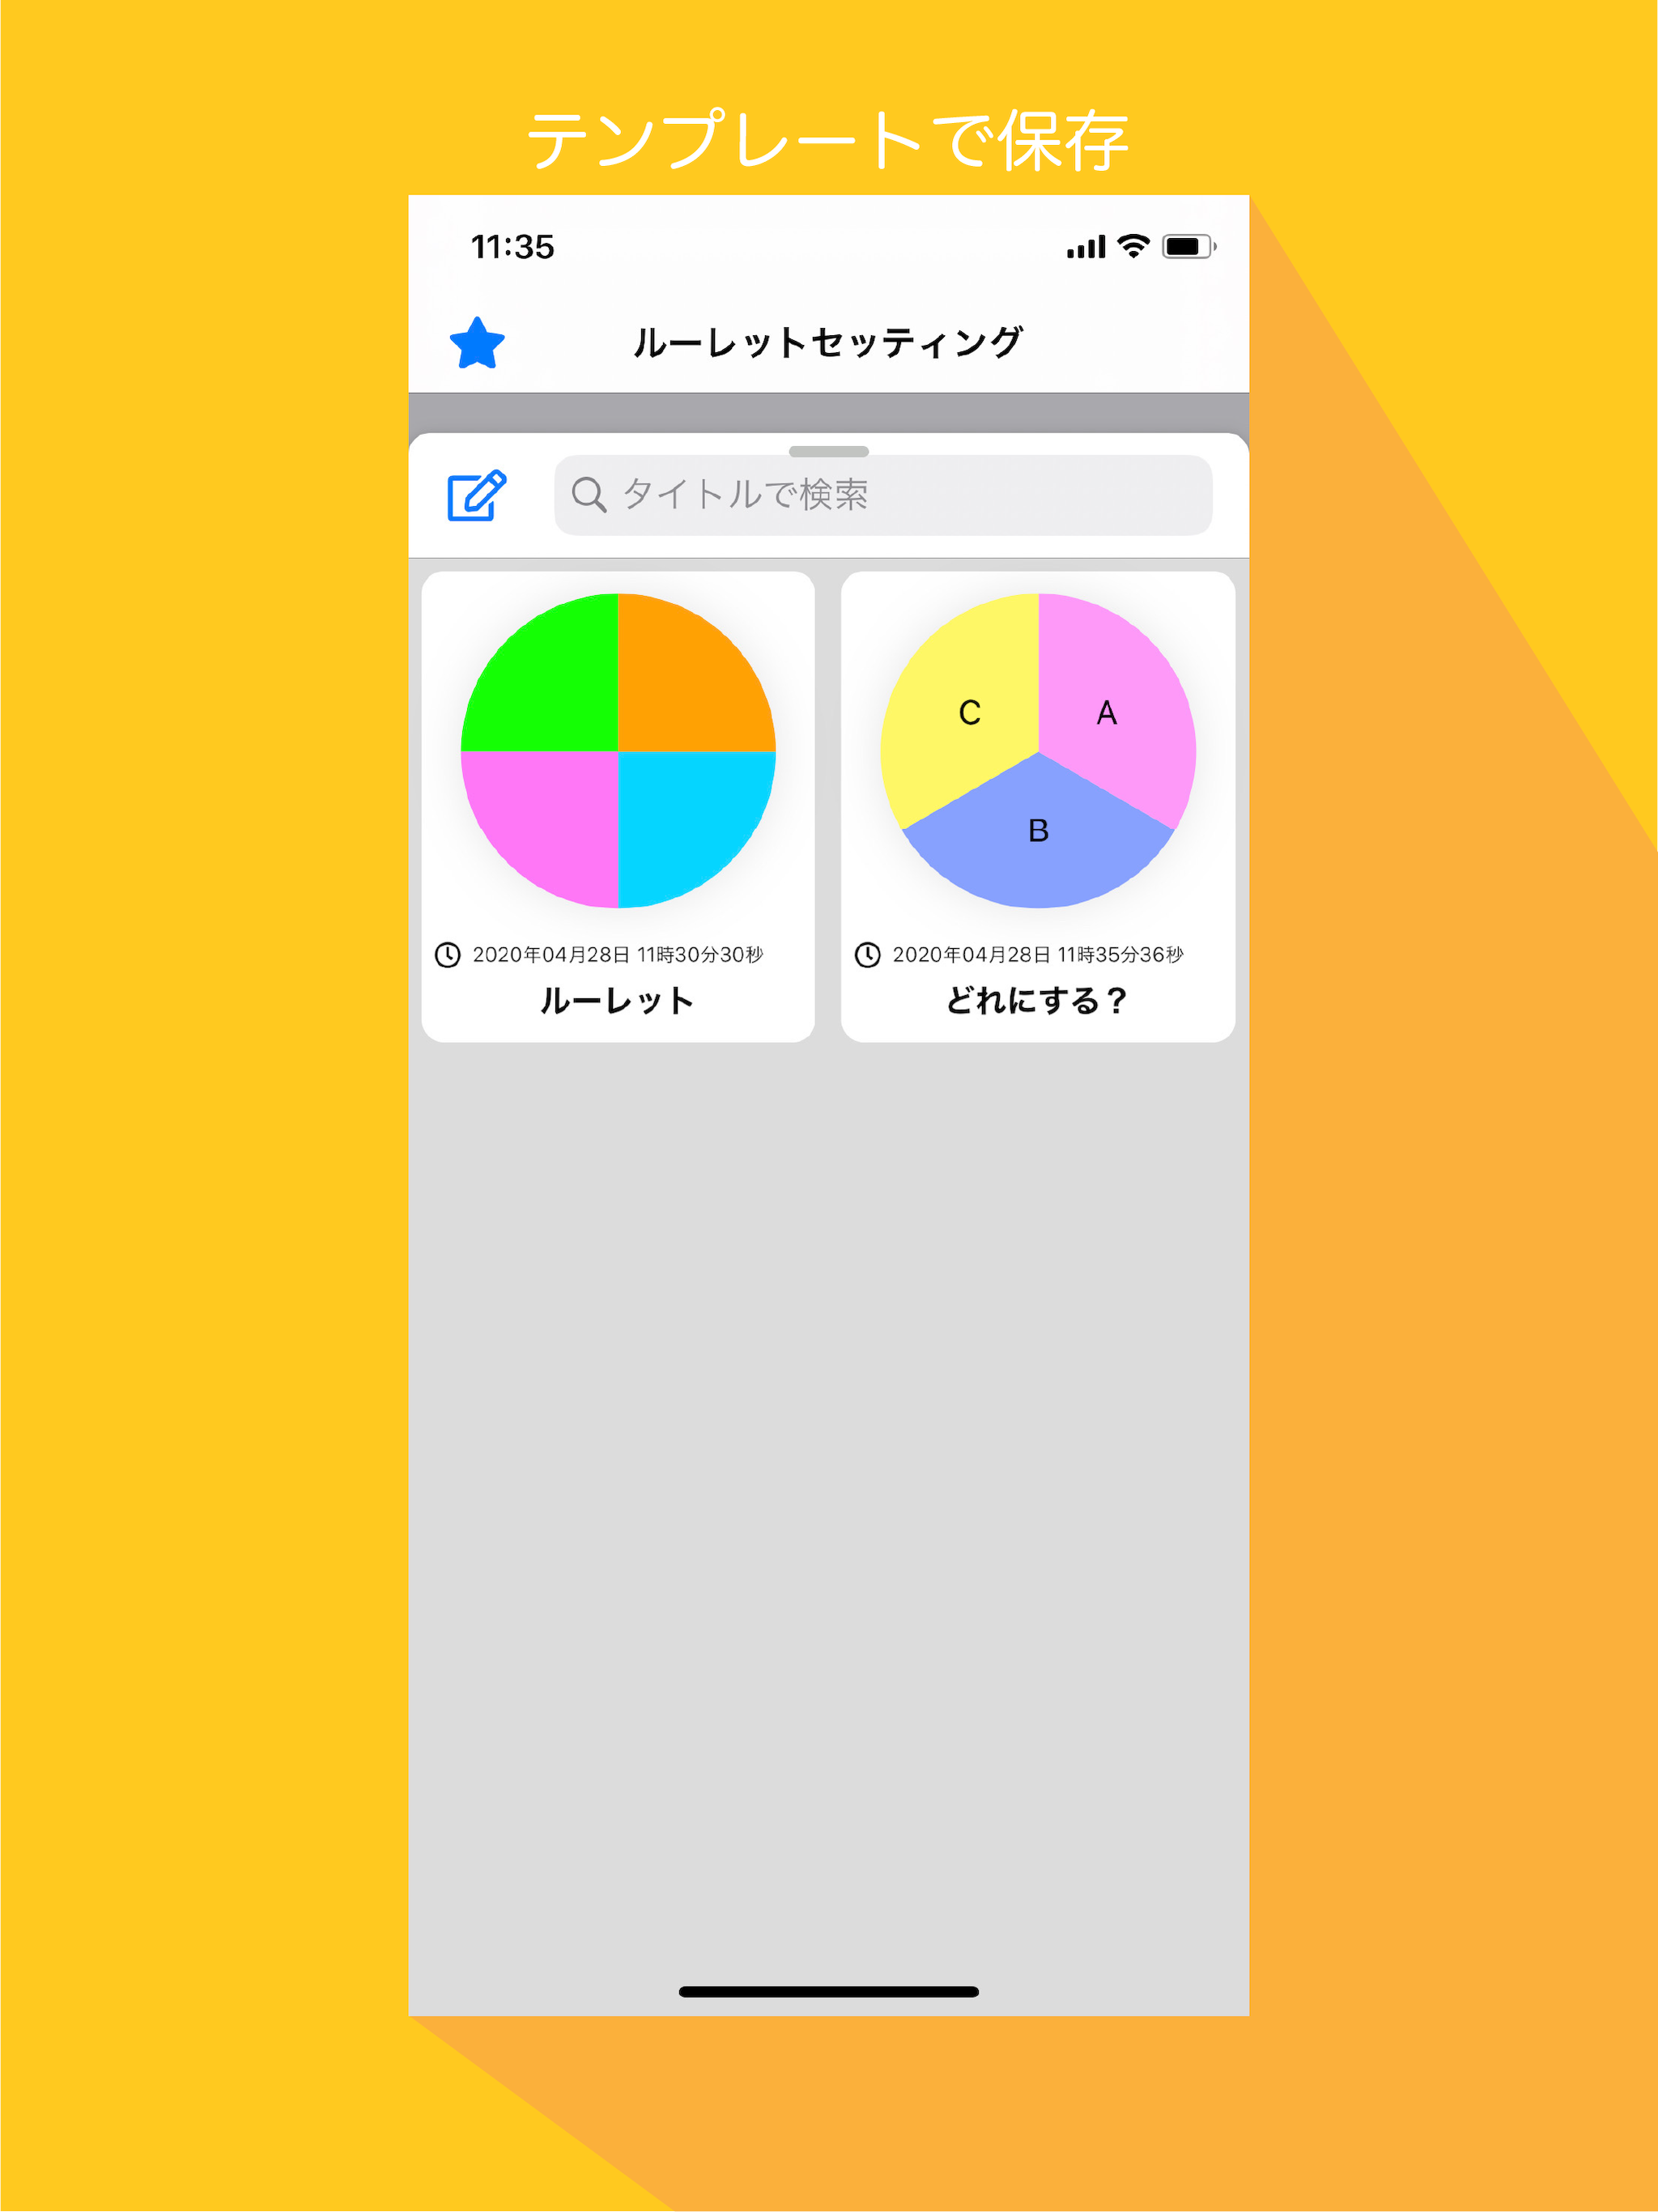 テンプレートで保存
11:35
ルーレットセッティング
タイトルで検索
C
A
B
2020年04月28日 11時30分30秒
ルーレット
2020年04月28日 11時35分36秒
どれにする？